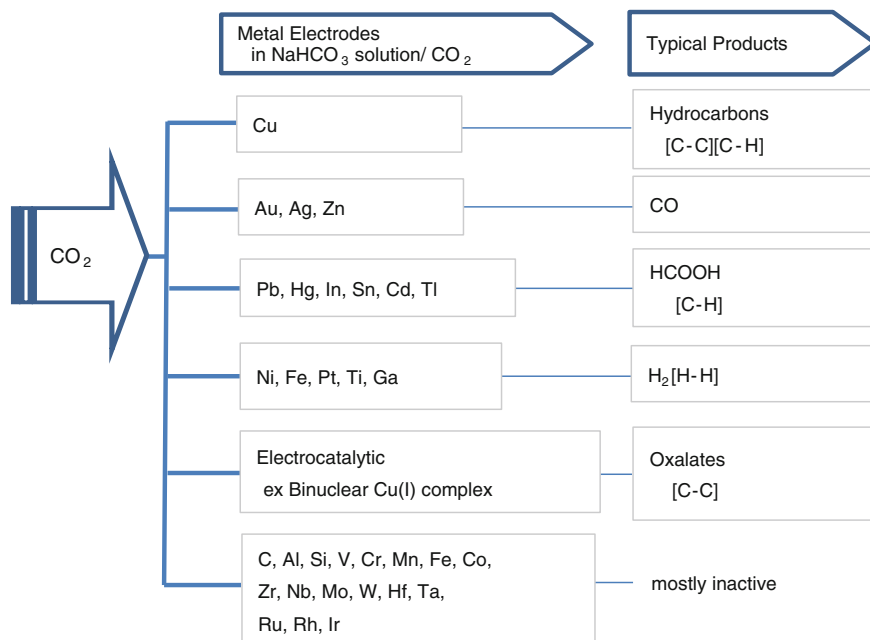 Metal Electrodes
in NaHCO₃ solution/ CO₂
Typical Products
CO₂
Cu
Hydrocarbons
[C-C][C-H]
Au, Ag, Zn
CO
Pb, Hg, In, Sn, Cd, Tl
HCOOH
[C-H]
Ni, Fe, Pt, Ti, Ga
H₂[H-H]
Electrocatalytic
ex Binuclear Cu(I) complex
Oxalates
[C-C]
C, Al, Si, V, Cr, Mn, Fe, Co,
Zr, Nb, Mo, W, Hf, Ta,
Ru, Rh, Ir
mostly inactive